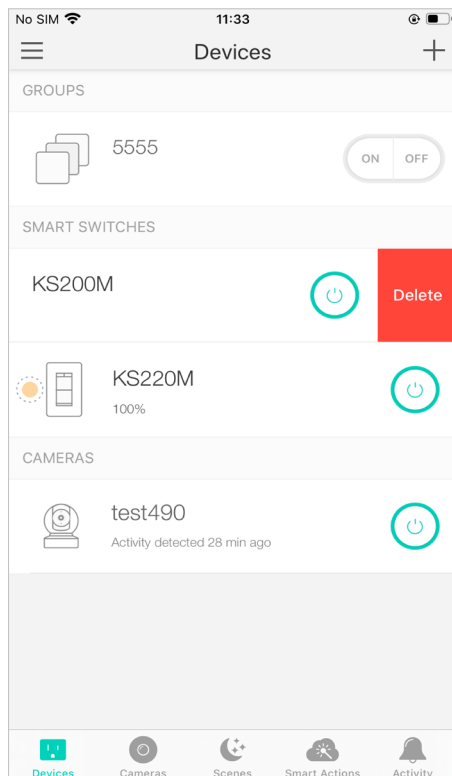 No SIM 11:33
Devices
GROUPS
5555
ON OFF
SMART SWITCHES
KS200M
Delete
KS220M
100%
CAMERAS
test490
Activity detected 28 min ago
Devices Cameras Scenes Smart Actions Activity